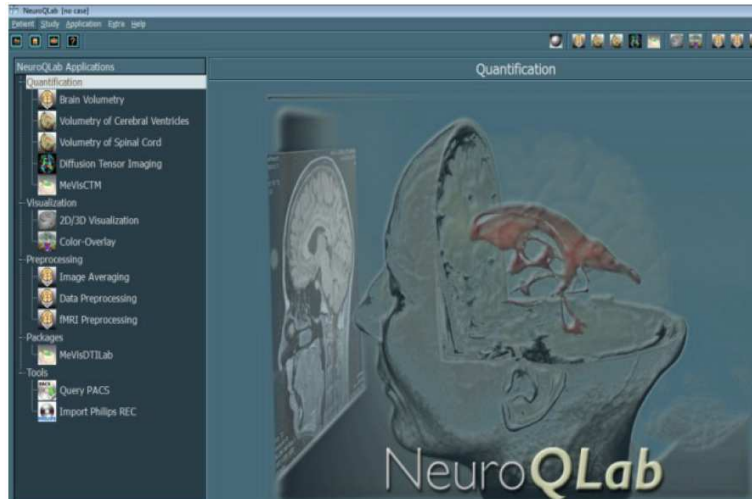 NeuroQLab [no case]
Patient Study Application Extra Help
NeuroQLab Applications
Quantification
Quantification
Brain Volumetry
Volumetry of Cerebral Ventricles
Volumetry of Spinal Cord
Diffusion Tensor Imaging
MeVisCTM
Visualization
2D/3D Visualization
Color-Overlay
Preprocessing
Image Averaging
Data Preprocessing
fMRI Preprocessing
Packages
MeVisDTILab
Tools
Query PACS
Import Philips REC
NeuroQLab